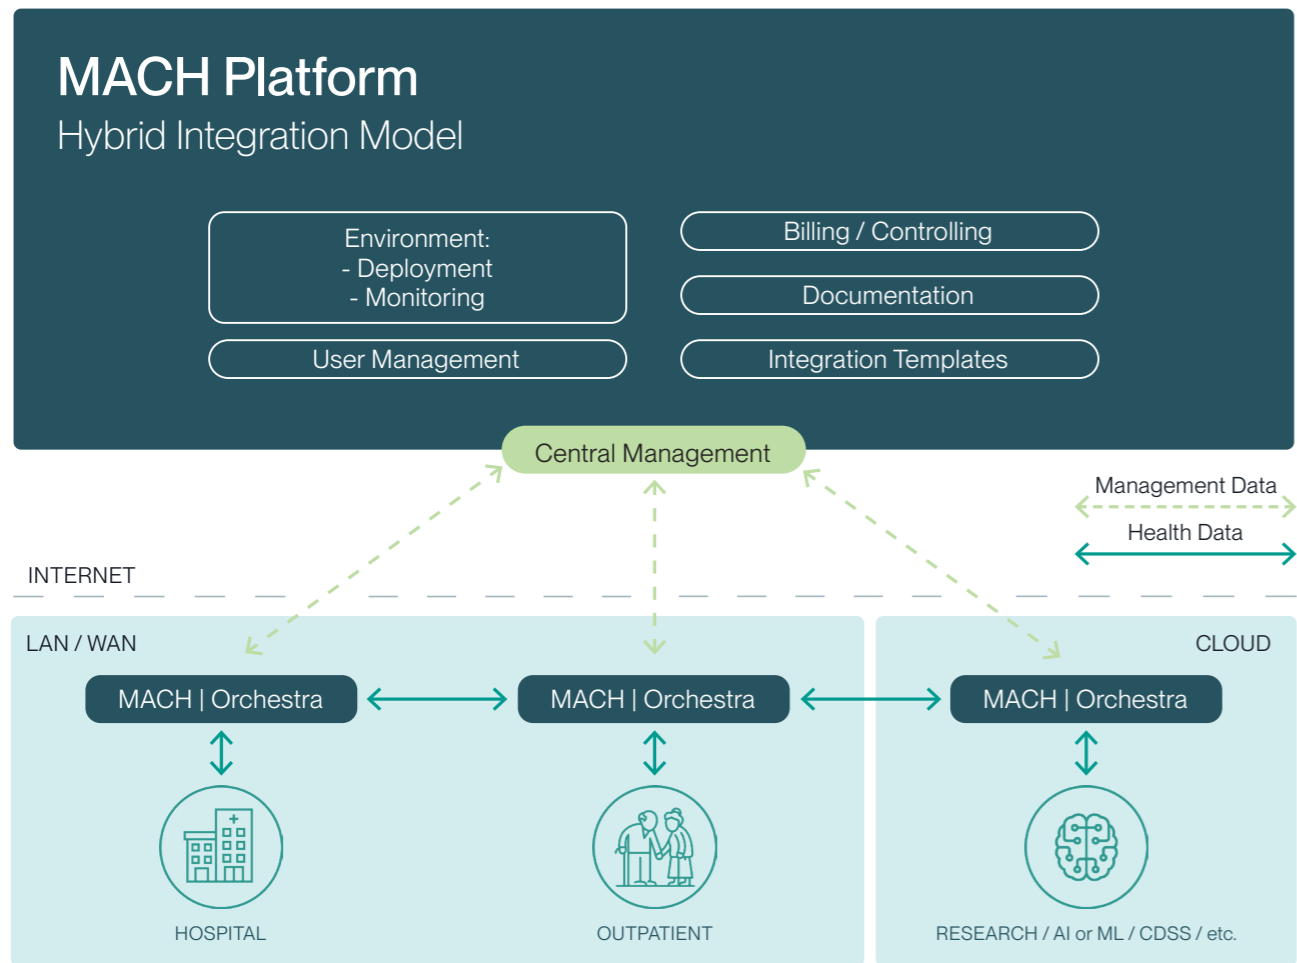 MACH Platform
Hybrid Integration Model
Environment:
- Deployment
- Monitoring
User Management
Billing / Controlling
Documentation
Integration Templates
Central Management
Management Data
Health Data
INTERNET
LAN / WAN
CLOUD
MACH | Orchestra
MACH | Orchestra
MACH | Orchestra
HOSPITAL
OUTPATIENT
RESEARCH / AI or ML / CDSS / etc.